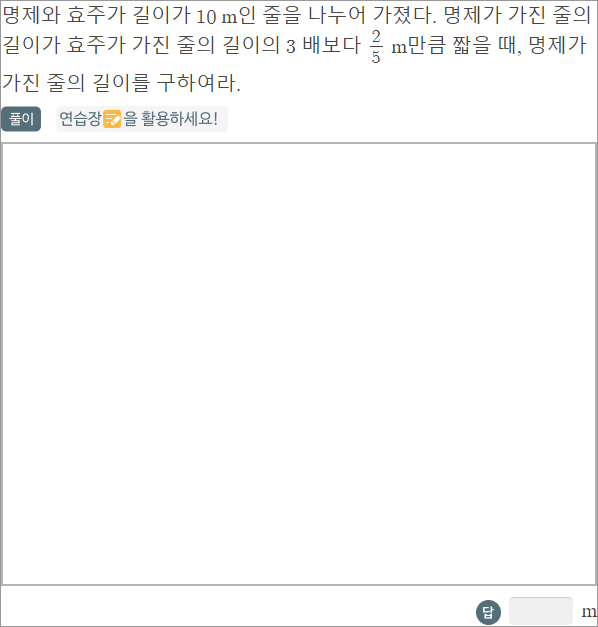 명제와 효주가 길이가 10 m인 줄을 나누어 가졌다. 명제가 가진 줄의
길이가 효주가 가진 줄의 길이의 3 배보다 2/5 m만큼 짧을 때, 명제가
가진 줄의 길이를 구하여라.
풀이 연습장을 활용하세요!
답 m